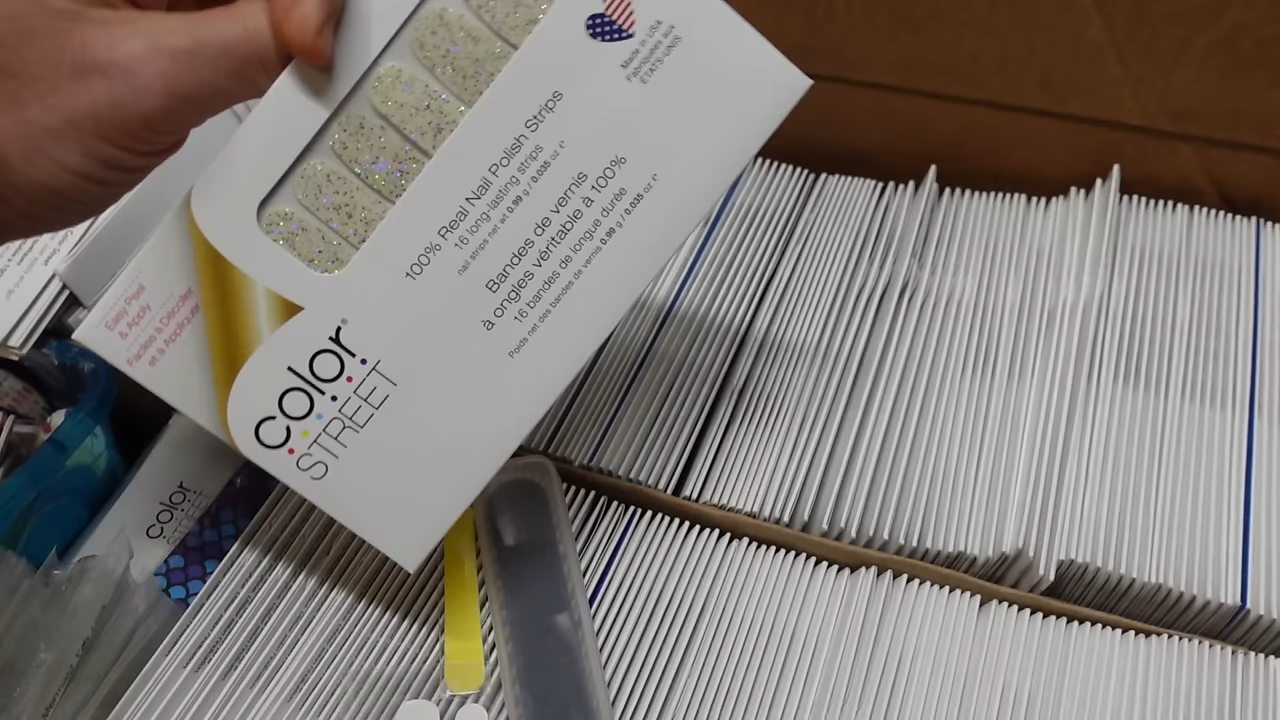 Made in USA
Fabriquées aux
ÉTATS-UNIS
100% Real Nail Polish Strips
16 long-lasting strips
nail strips net wt 0.99 g / 0.035 oz ℮
Bandes de vernis
à ongles véritable à 100%
16 bandes de longue durée
Poids net des bandes de vernis 0.99 g / 0.035 oz ℮
color®
STREET
Easy Peel
& Apply
Faciles à Décoller
et à Appliquer
color
STREET